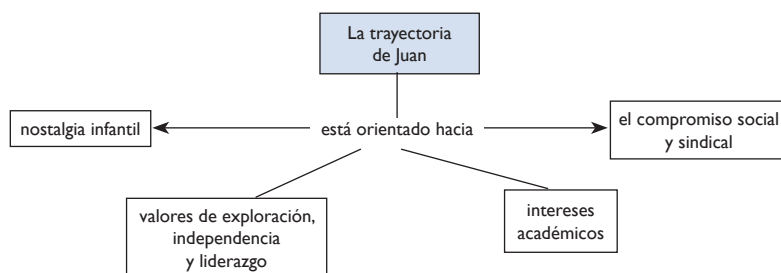 La trayectoria
de Juan
nostalgia infantil
está orientado hacia
el compromiso social
y sindical
valores de exploración,
independencia
y liderazgo
intereses
académicos